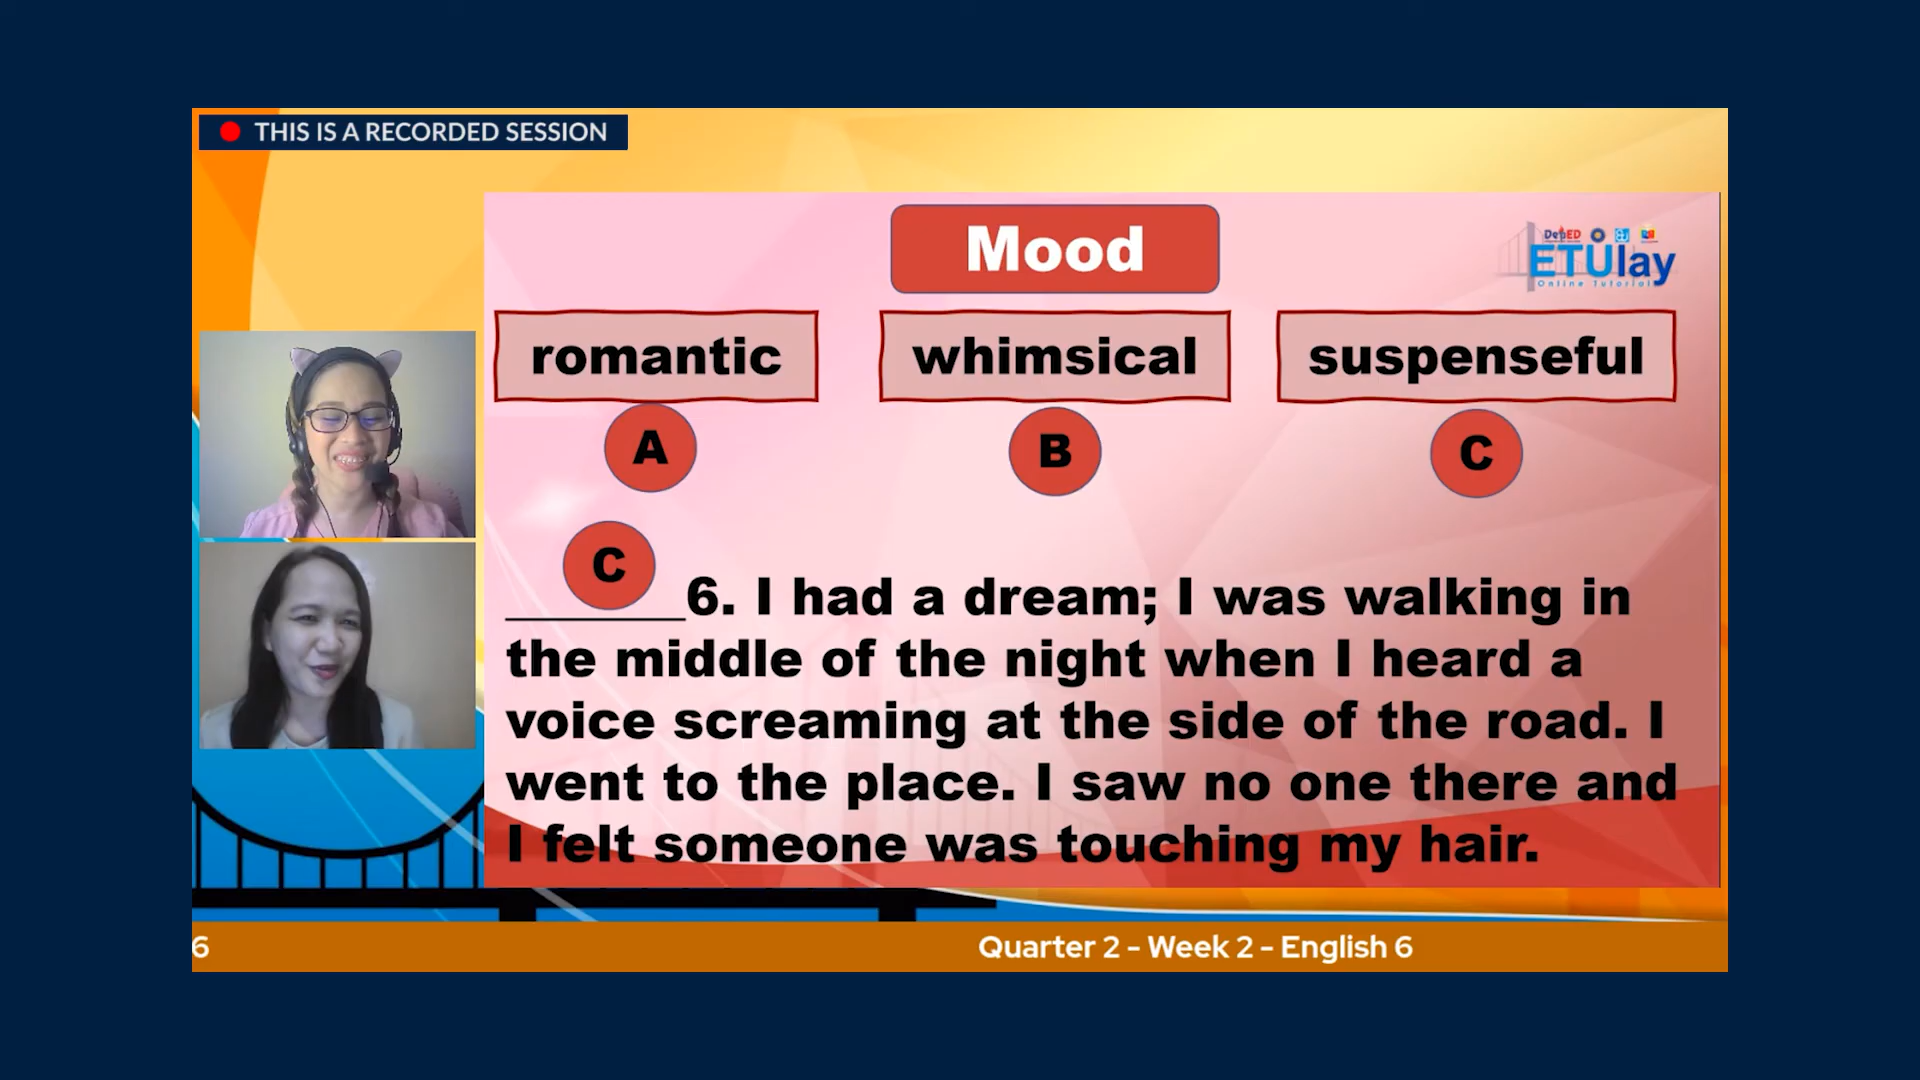 THIS IS A RECORDED SESSION
Mood
DepED
ETUlay
Online Tutorial
romantic
whimsical
suspenseful
A
B
C
C
_______6. I had a dream; I was walking in
the middle of the night when I heard a
voice screaming at the side of the road. I
went to the place. I saw no one there and
I felt someone was touching my hair.
6
Quarter 2 - Week 2 - English 6